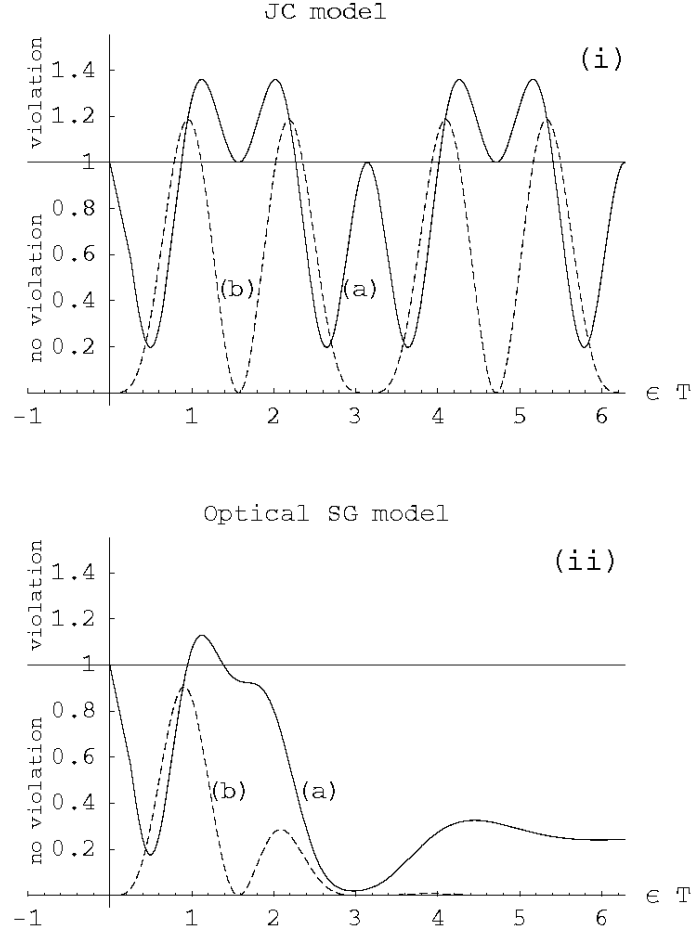 JC model
(i)
violation
no violation
1.4
1.2
1
0.8
0.6
0.4
0.2
(b)
(a)
-1
1
2
3
4
5
6
ϵ T
Optical SG model
(ii)
violation
no violation
1.4
1.2
1
0.8
0.6
0.4
0.2
(b)
(a)
-1
1
2
3
4
5
6
ϵ T